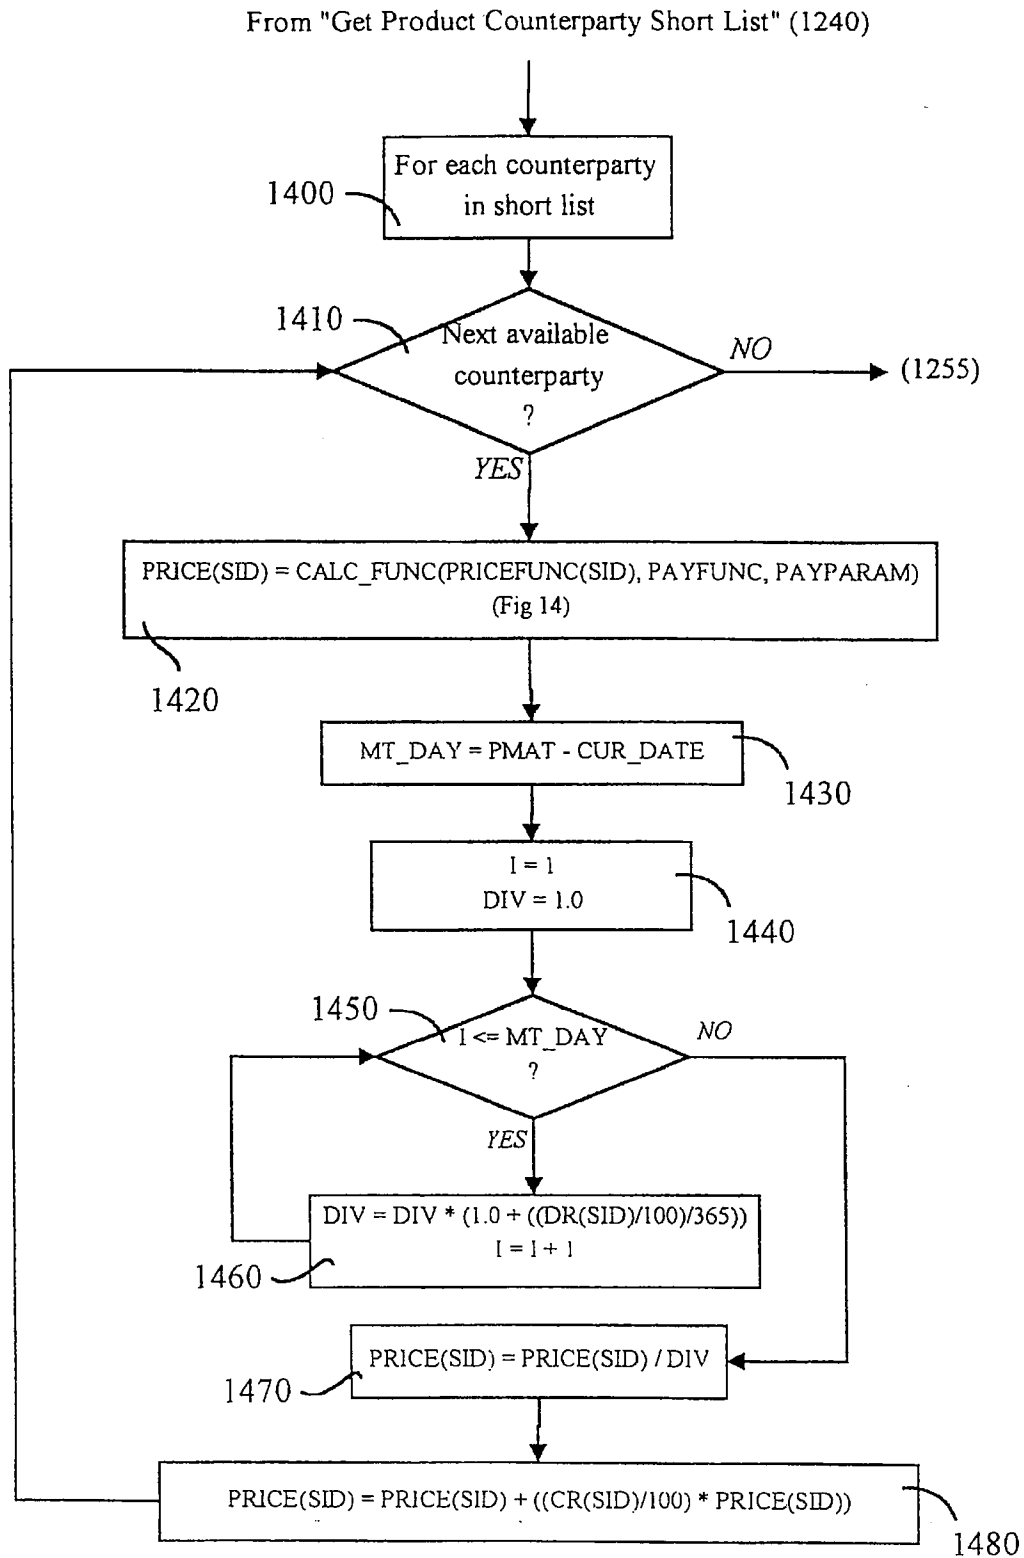 From "Get Product Counterparty Short List" (1240)
For each counterparty
in short list
1400
1410
Next available
counterparty
?
NO
(1255)
YES
PRICE(SID) = CALC_FUNC(PRICEFUNC(SID), PAYFUNC, PAYPARAM)
(Fig 14)
1420
MT_DAY = PMAT - CUR_DATE
1430
I = 1
DIV = 1.0
1440
1450
I <= MT_DAY
?
NO
YES
DIV = DIV * (1.0 + ((DR(SID)/100)/365))
I = I + 1
1460
PRICE(SID) = PRICE(SID) / DIV
1470
PRICE(SID) = PRICE(SID) + ((CR(SID)/100) * PRICE(SID))
1480